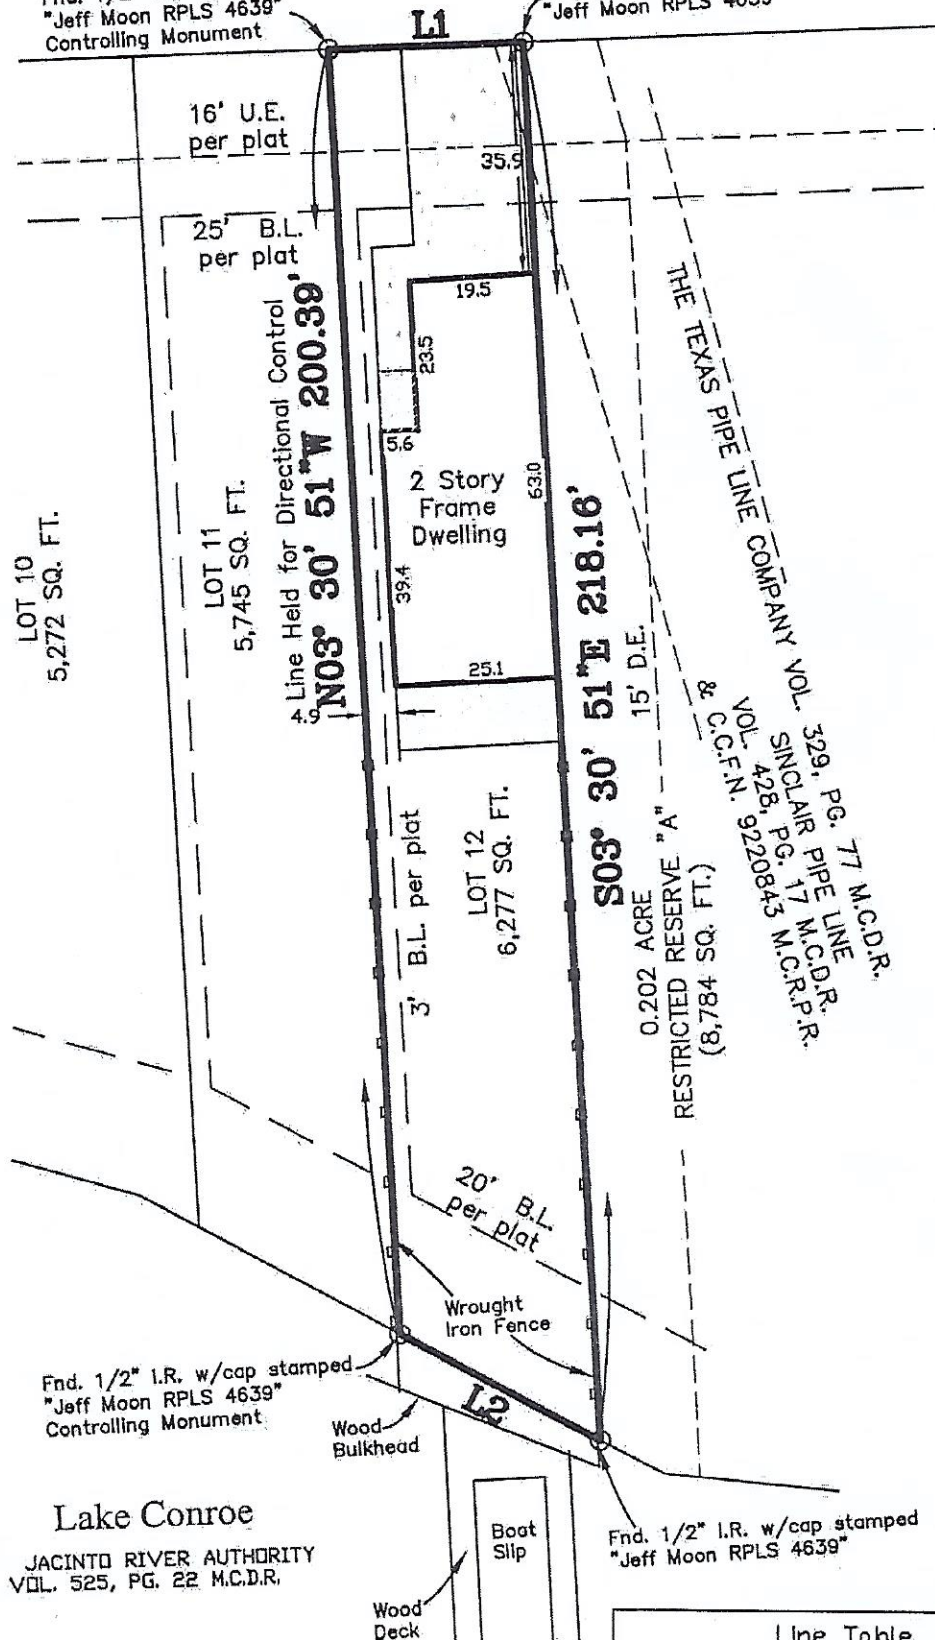 "Jeff Moon RPLS 4639"
Controlling Monument
L1
"Jeff Moon RPLS 4639"
16' U.E.
per plat
35.9
25' B.L.
per plat
19.5
23.5
5.6
2 Story
Frame
Dwelling
63.0
39.4
25.1
4.9
Line Held for Directional Control
N03° 30' 51"W 200.39'
S03° 30' 51"E 218.16'
LOT 10
5,272 SQ. FT.
LOT 11
5,745 SQ. FT.
LOT 12
6,277 SQ. FT.
3' B.L. per plat
15' D.E.
0.202 ACRE
RESTRICTED RESERVE "A"
(8,784 SQ. FT.)
THE TEXAS PIPE LINE COMPANY VOL. 329, PG. 77 M.C.D.R.
SINCLAIR PIPE LINE
VOL. 428, PG. 17 M.C.D.R.
& C.C.F.N. 9220843 M.C.R.P.R.
20' B.L.
per plat
Wrought
Iron Fence
Fnd. 1/2" I.R. w/cap stamped
"Jeff Moon RPLS 4639"
Controlling Monument
L2
Wood
Bulkhead
Lake Conroe
JACINTO RIVER AUTHORITY
VOL. 525, PG. 22 M.C.D.R.
Boat
Slip
Fnd. 1/2" I.R. w/cap stamped
"Jeff Moon RPLS 4639"
Wood
Deck
Line Table